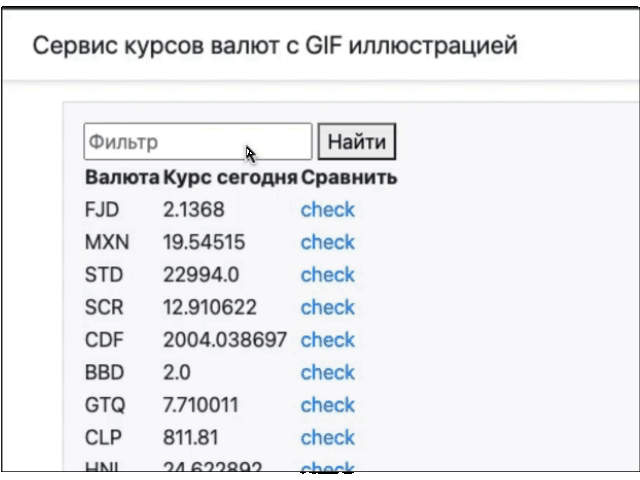 Сервис курсов валют с GIF иллюстрацией
Фильтр Найти
Валюта Курс сегодня Сравнить
FJD 2.1368 check
MXN 19.54515 check
STD 22994.0 check
SCR 12.910622 check
CDF 2004.038697 check
BBD 2.0 check
GTQ 7.710011 check
CLP 811.81 check
HNL 24.622892 check